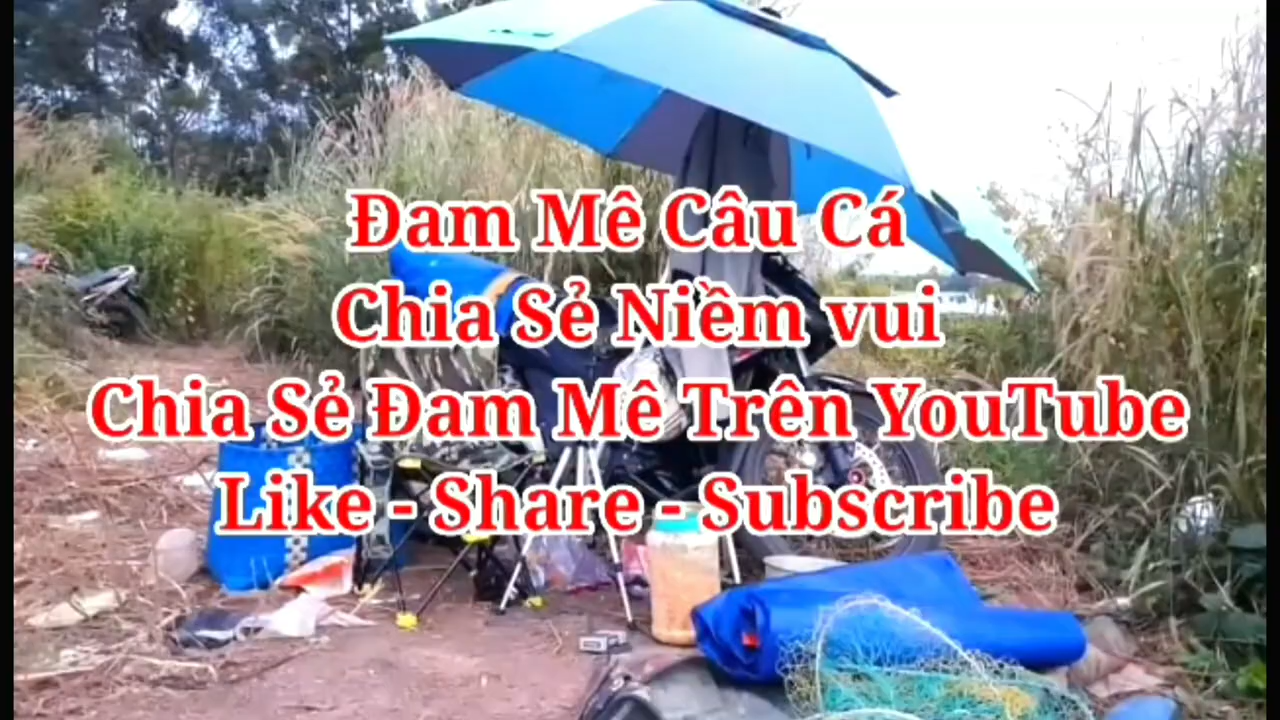 Đam Mê Câu Cá
Chia Sẻ Niềm vui
Chia Sẻ Đam Mê Trên YouTube
Like - Share - Subscribe